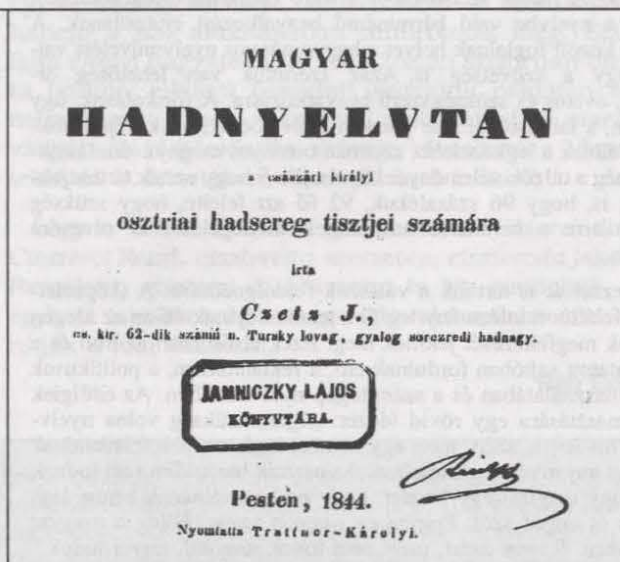 MAGYAR
HADNYELVTAN
a császári királyi
osztriai hadsereg tisztjei számára
irta
Czetz J.,
cs. kir. 62-dik számú b. Turszky lovag-gyalog sorezredi hadnagy.
JAMNICZKY LAJOS
KÖNYVTÁRA.
Pesten, 1844.
Nyomtatta Trattner-Károlyi.